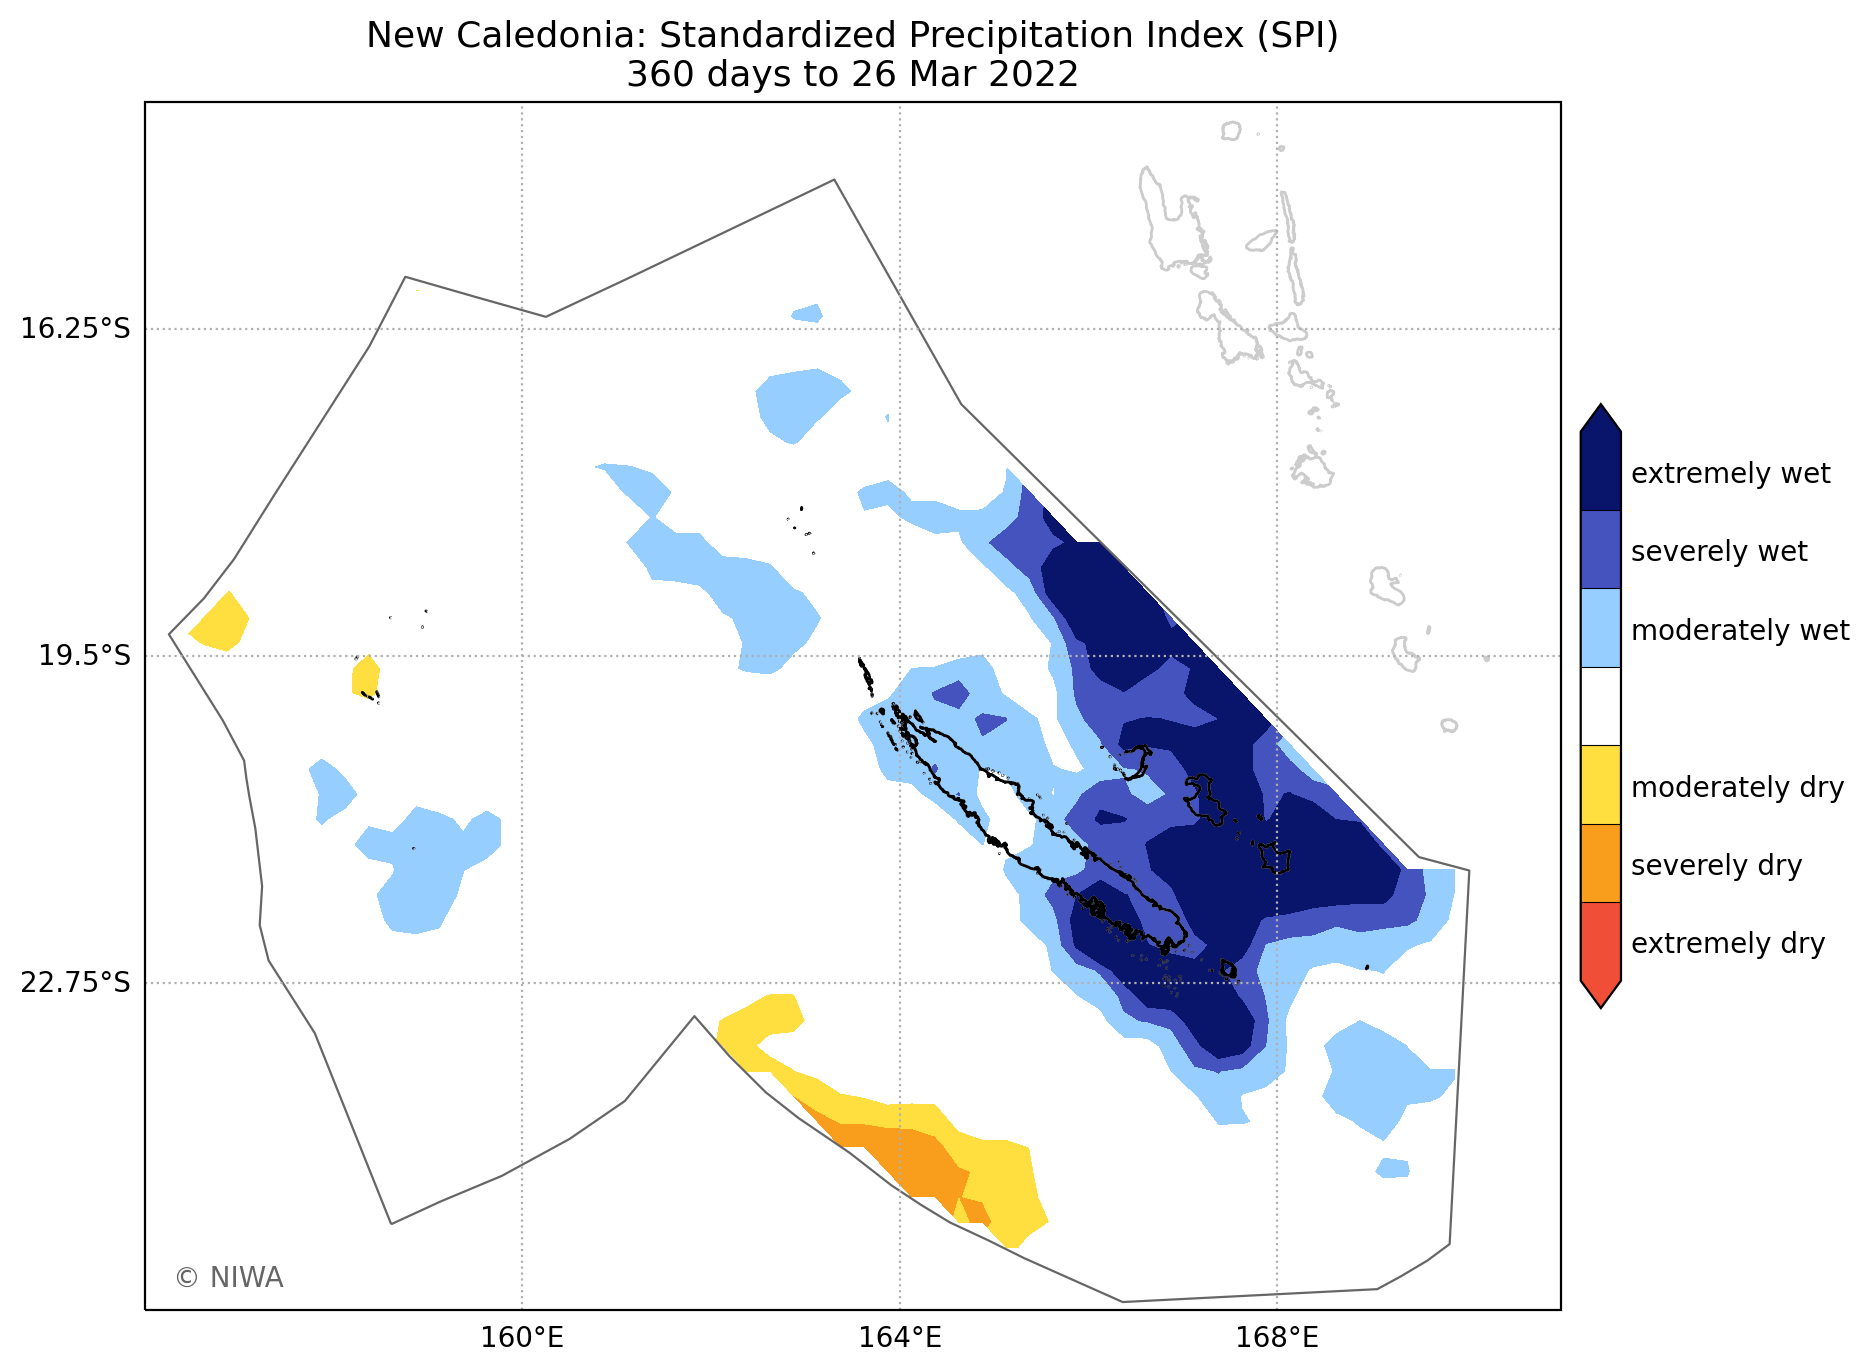 New Caledonia: Standardized Precipitation Index (SPI)
360 days to 26 Mar 2022
16.25°S
19.5°S
22.75°S
160°E
164°E
168°E
extremely wet
severely wet
moderately wet
moderately dry
severely dry
extremely dry
© NIWA